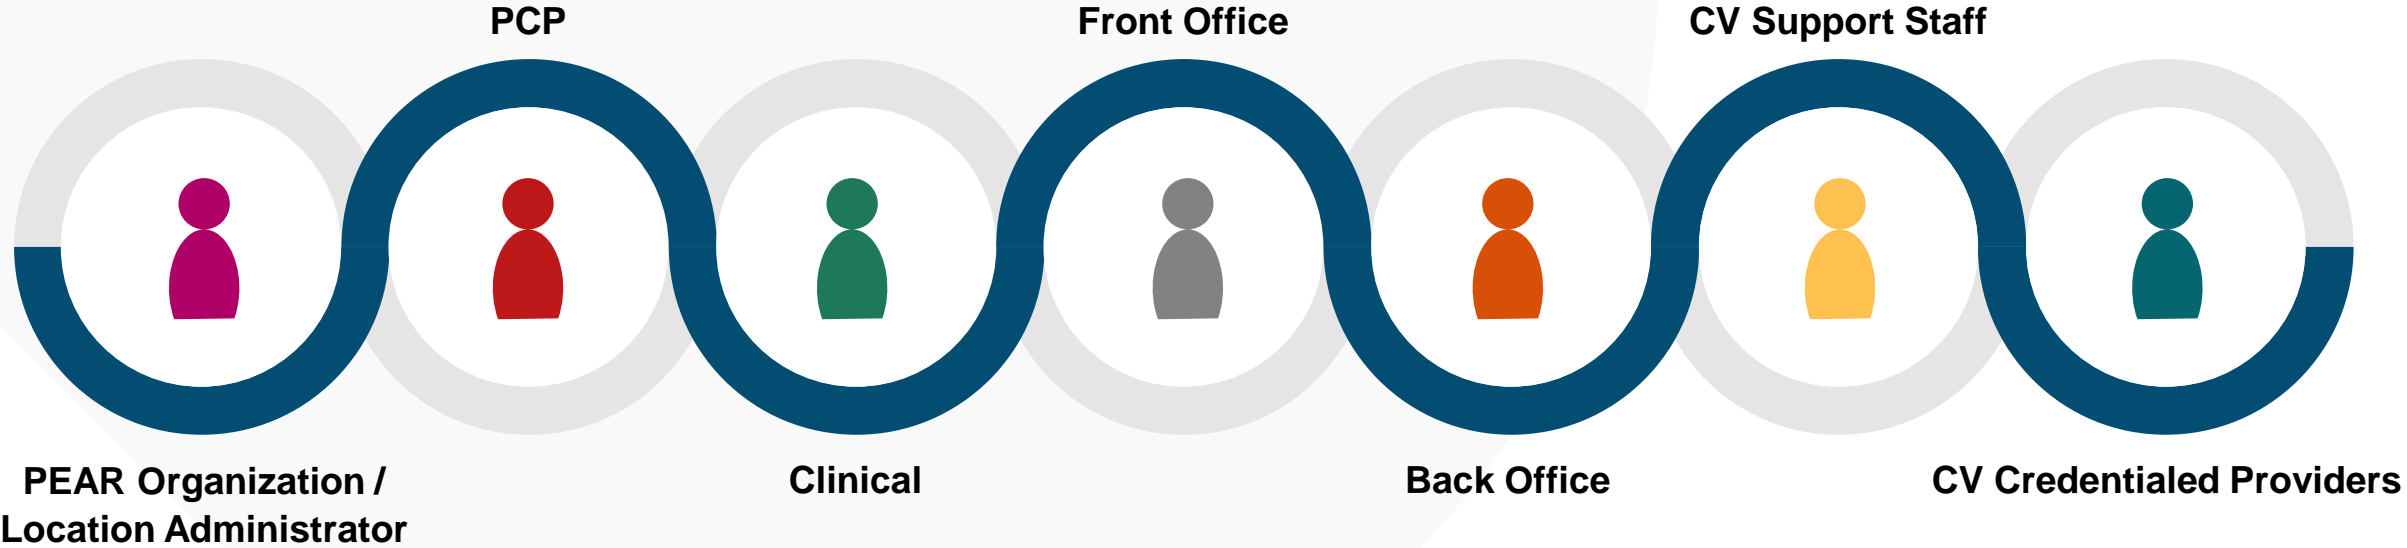 PCP
Front Office
CV Support Staff
PEAR Organization /
Location Administrator
Clinical
Back Office
CV Credentialed Providers